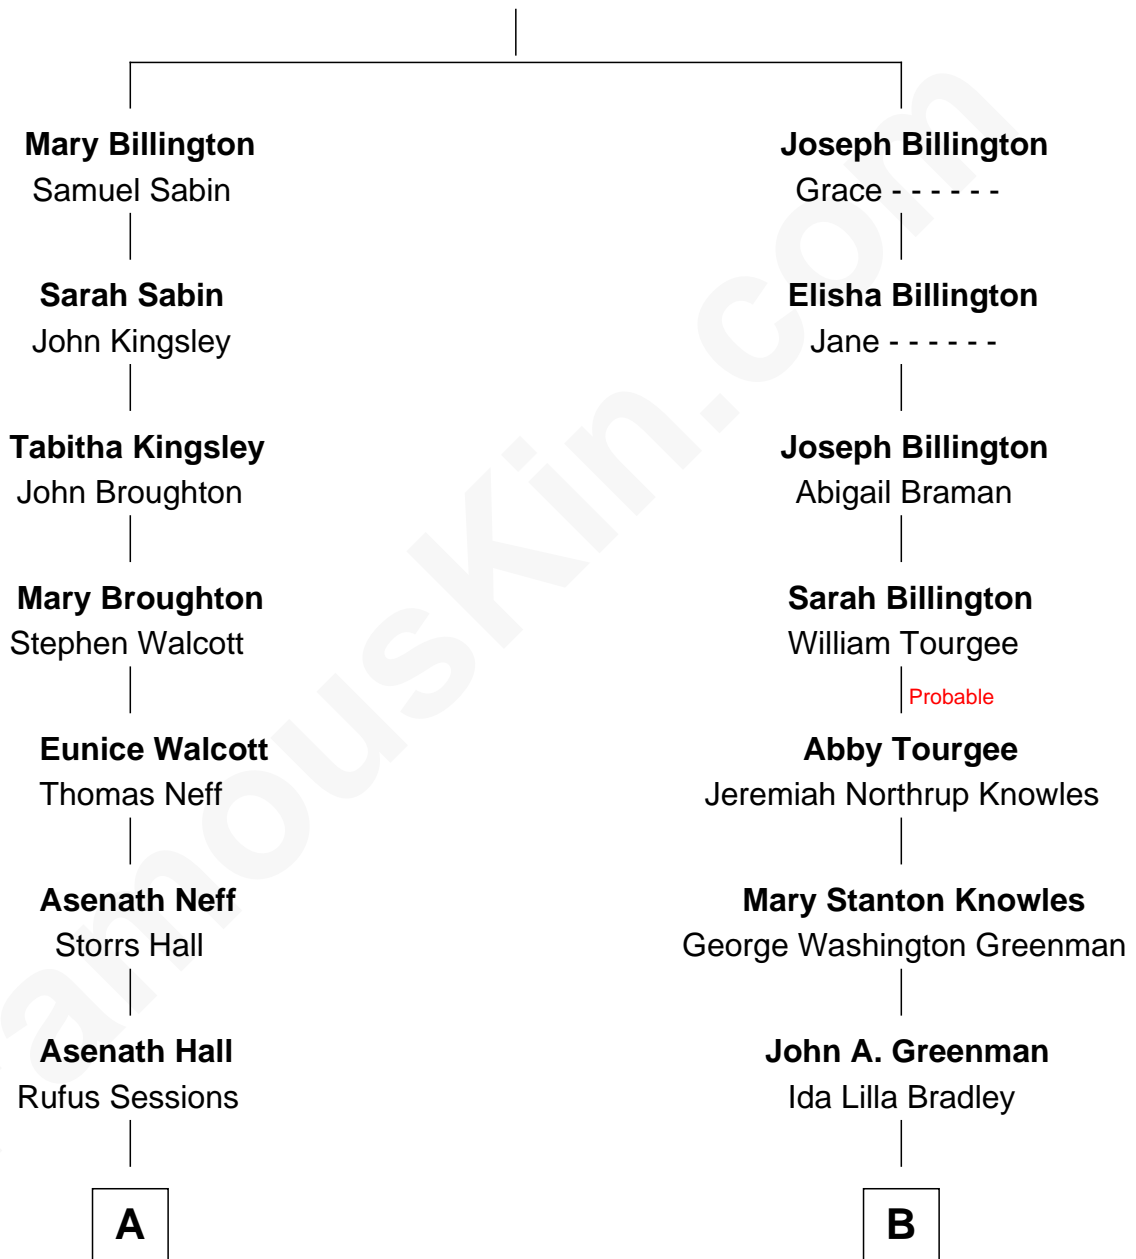 Mary Billington
Samuel Sabin
Sarah Sabin
John Kingsley
Tabitha Kingsley
John Broughton
Mary Broughton
Stephen Walcott
Eunice Walcott
Thomas Neff
Asenath Neff
Storrs Hall
Asenath Hall
Rufus Sessions
A
Joseph Billington
Grace - - - - - -
Elisha Billington
Jane - - - - - -
Joseph Billington
Abigail Braman
Sarah Billington
William Tourgee
Probable
Abby Tourgee
Jeremiah Northrup Knowles
Mary Stanton Knowles
George Washington Greenman
John A. Greenman
Ida Lilla Bradley
B
amousKin.com